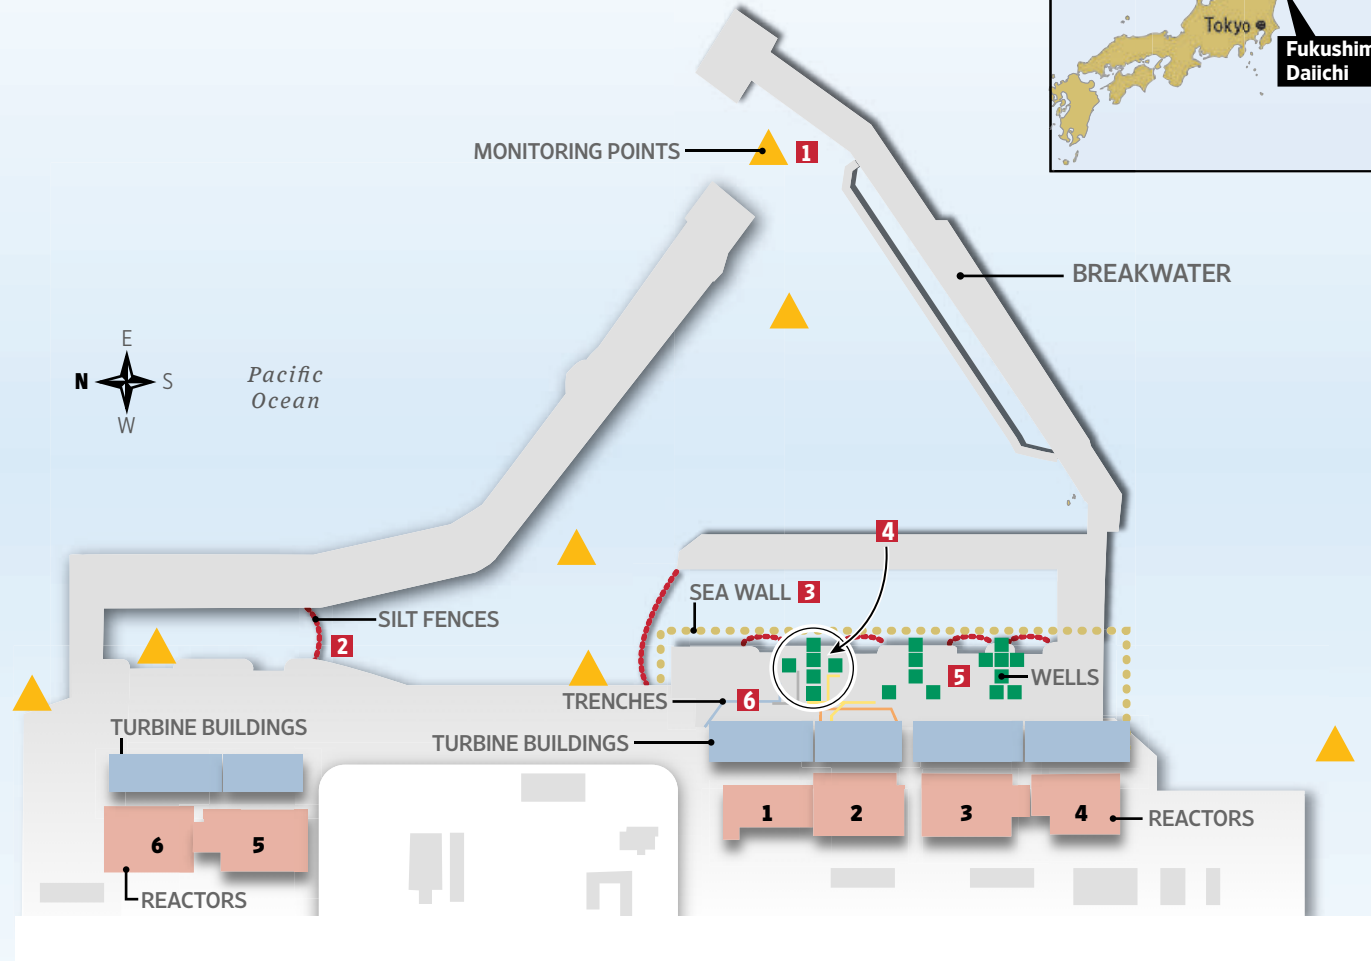 Tokyo
Fukushim
Daiichi
MONITORING POINTS
1
BREAKWATER
E
N
S
W
Pacific
Ocean
4
SEA WALL 3
SILT FENCES
2
5
WELLS
TRENCHES
6
TURBINE BUILDINGS
TURBINE BUILDINGS
1
2
3
4
REACTORS
6
5
REACTORS